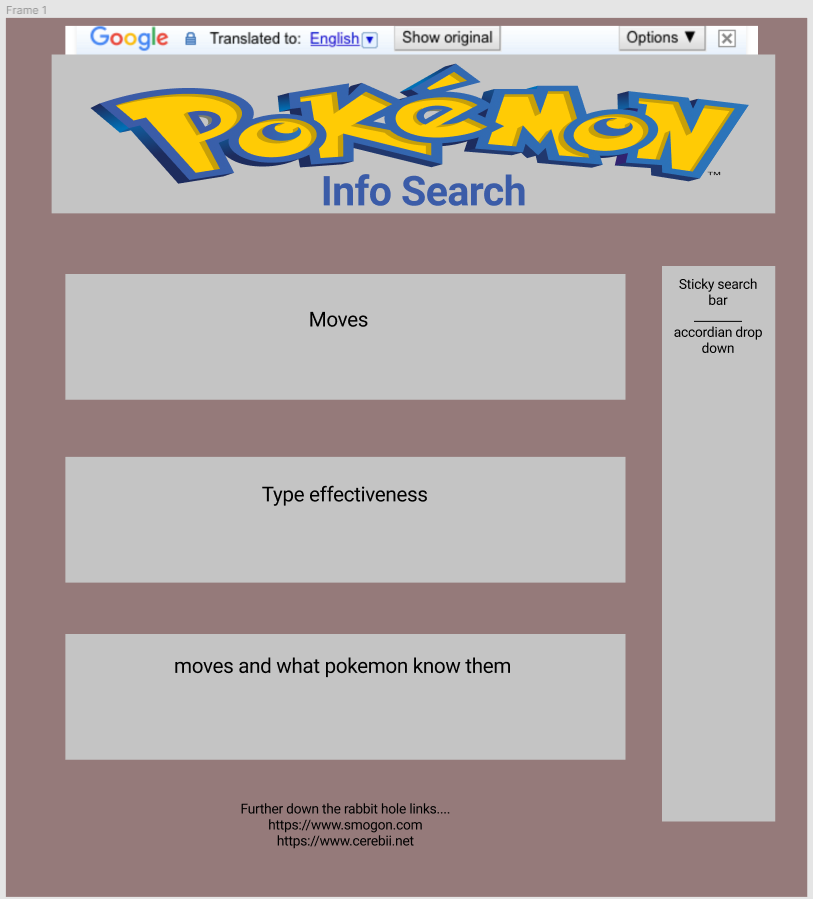 Frame 1
Google Translated to: English Show original Options
POKéMON
™
Info Search
Moves
Sticky search
bar
accordian drop
down
Type effectiveness
moves and what pokemon know them
Further down the rabbit hole links....
https://www.smogon.com
https://www.cerebii.net